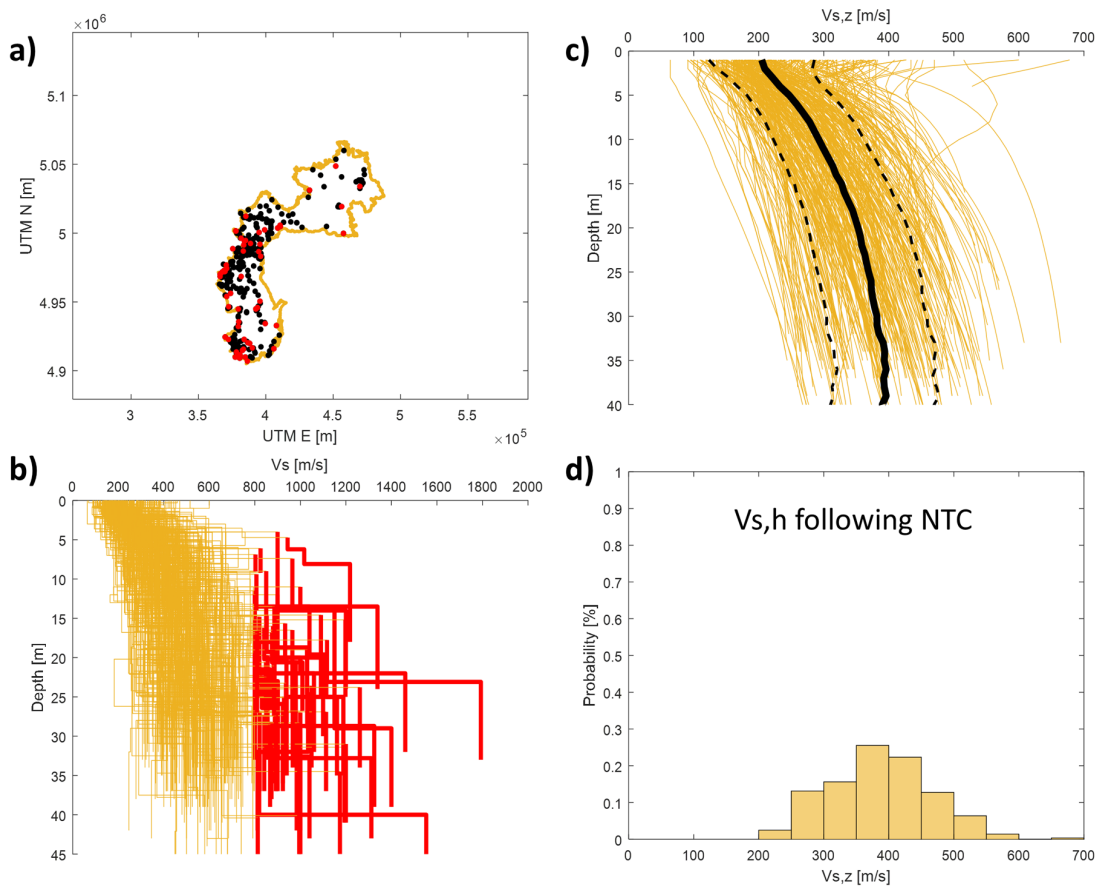 a)
×10⁶
5.1
5.05
5
4.95
4.9
UTM N [m]
3 3.5 4 4.5 5 5.5
UTM E [m]
×10⁵
c)
Vs,z [m/s]
0 100 200 300 400 500 600 700
0
5
10
15
20
25
30
35
40
Depth [m]
b)
Vs [m/s]
0 200 400 600 800 1000 1200 1400 1600 1800 2000
0
5
10
15
20
25
30
35
40
45
Depth [m]
d)
Vs,h following NTC
1
0.9
0.8
0.7
0.6
0.5
0.4
0.3
0.2
0.1
0
Probability [%]
0 100 200 300 400 500 600 700
Vs,z [m/s]